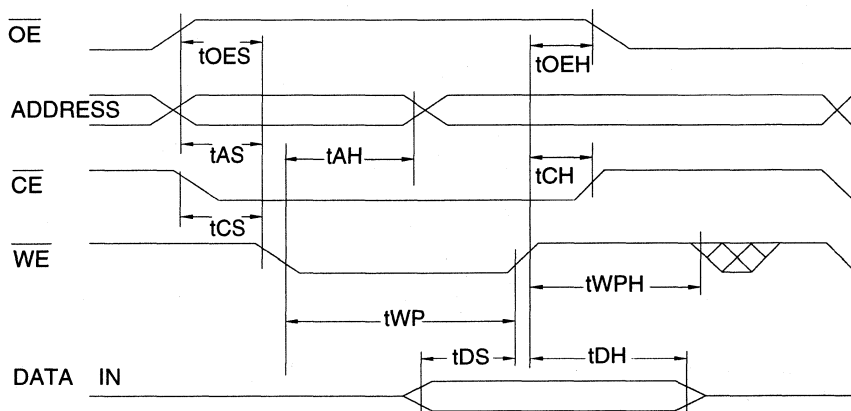 OE
tOES
tOEH
ADDRESS
tAS
tAH
tCH
CE
tCS
WE
tWPH
tWP
tDS
tDH
DATA IN